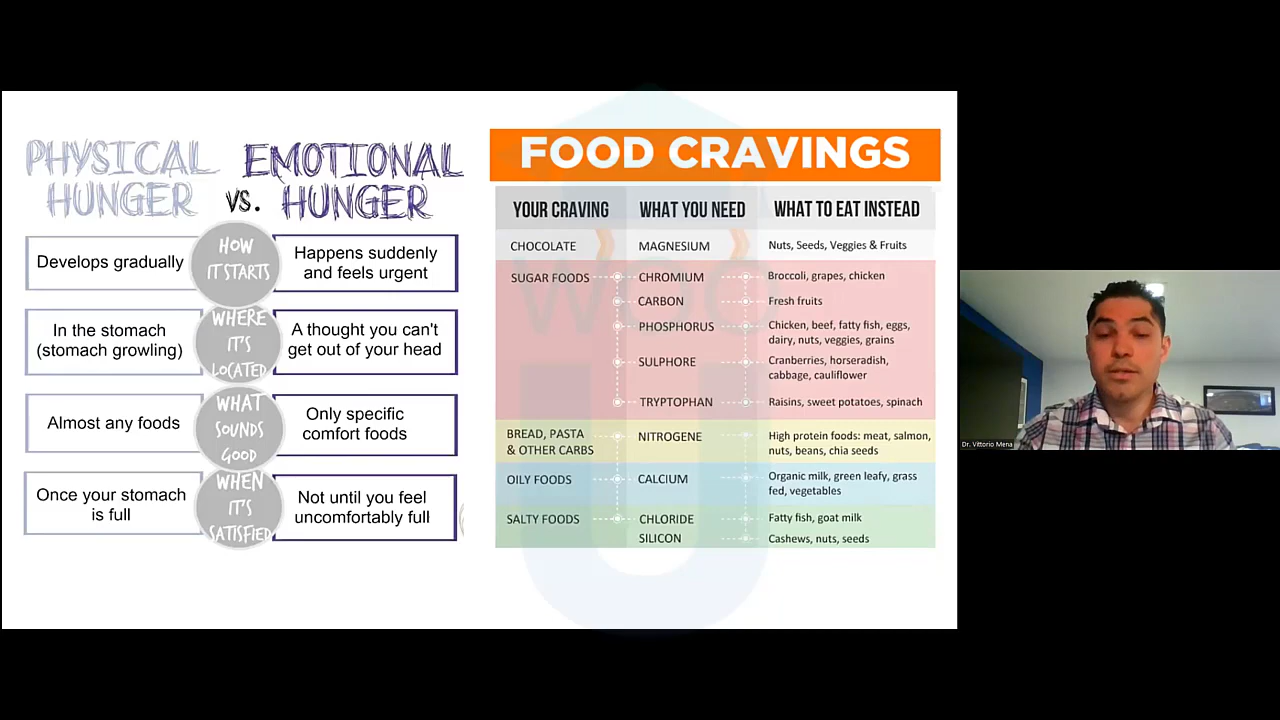 PHYSICAL
HUNGER
VS.
EMOTIONAL
HUNGER
Develops gradually
HOW
IT STARTS
Happens suddenly
and feels urgent
In the stomach
(stomach growling)
WHERE
IT'S
LOCATED
A thought you can't
get out of your head
Almost any foods
WHAT
SOUNDS
GOOD
Only specific
comfort foods
Once your stomach
is full
WHEN
IT'S
SATISFIED
Not until you feel
uncomfortably full
FOOD CRAVINGS
YOUR CRAVING WHAT YOU NEED WHAT TO EAT INSTEAD
CHOCOLATE MAGNESIUM Nuts, Seeds, Veggies & Fruits
SUGAR FOODS CHROMIUM Broccoli, grapes, chicken
CARBON Fresh fruits
PHOSPHORUS Chicken, beef, fatty fish, eggs,
dairy, nuts, veggies, grains
SULPHORE Cranberries, horseradish,
cabbage, cauliflower
TRYPTOPHAN Raisins, sweet potatoes, spinach
BREAD, PASTA
& OTHER CARBS
NITROGENE
High protein foods: meat, salmon,
nuts, beans, chia seeds
OILY FOODS CALCIUM Organic milk, green leafy, grass
fed, vegetables
SALTY FOODS CHLORIDE Fatty fish, goat milk
SILICON Cashews, nuts, seeds
WOO
Dr. Vittorio Mena